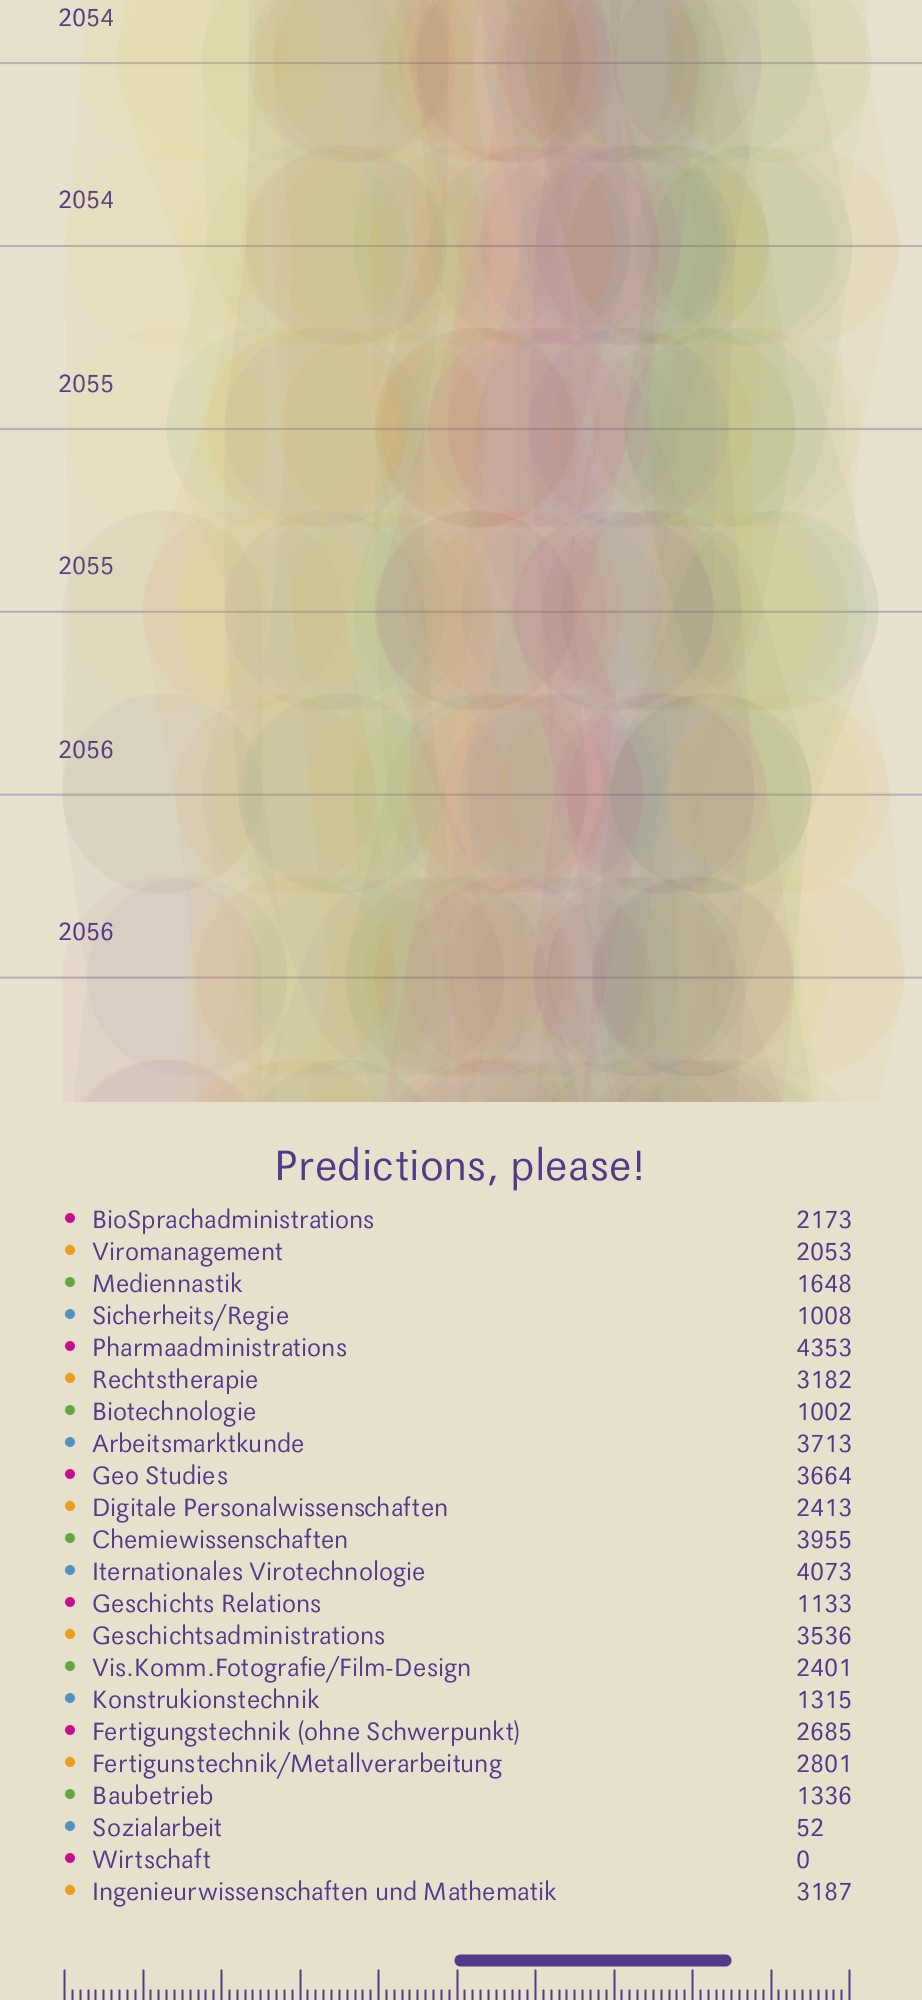 2054
2054
2055
2055
2056
2056
Predictions, please!
BioSprachadministrations 2173
Viromanagement 2053
Mediennastik 1648
Sicherheits/Regie 1008
Pharmaadministrations 4353
Rechtstherapie 3182
Biotechnologie 1002
Arbeitsmarktkunde 3713
Geo Studies 3664
Digitale Personalwissenschaften 2413
Chemiewissenschaften 3955
Iternationales Virotechnologie 4073
Geschichts Relations 1133
Geschichtsadministrations 3536
Vis.Komm.Fotografie/Film-Design 2401
Konstrukionstechnik 1315
Fertigungstechnik (ohne Schwerpunkt) 2685
Fertigunstechnik/Metallverarbeitung 2801
Baubetrieb 1336
Sozialarbeit 52
Wirtschaft 0
Ingenieurwissenschaften und Mathematik 3187